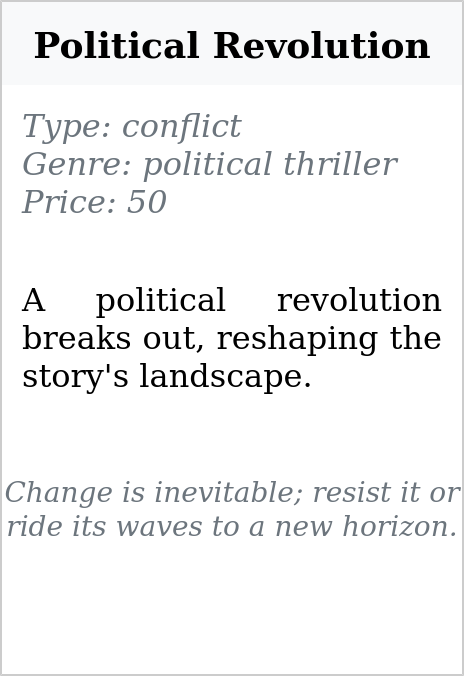 Political Revolution
Type: conflict
Genre: political thriller
Price: 50
A political revolution
breaks out, reshaping the
story's landscape.
Change is inevitable; resist it or
ride its waves to a new horizon.